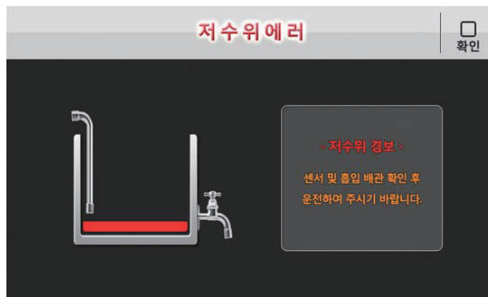 저수위에러
확인
- 저수위 경보 -
센서 및 흡입 배관 확인 후
운전하여 주시기 바랍니다.